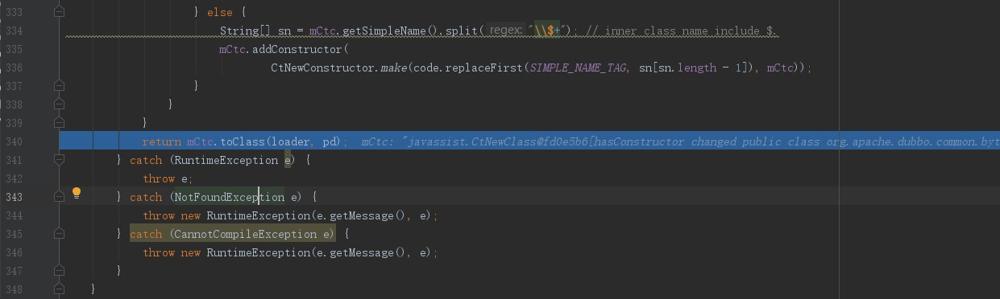 333 } else {
334 String[] sn = mCtc.getSimpleName().split( regex: "\\$+"); // inner class name include $.
335 mCtc.addConstructor(
336 CtNewConstructor.make(code.replaceFirst(SIMPLE_NAME_TAG, sn[sn.length - 1]), mCtc));
337 }
338 }
339 }
340 return mCtc.toClass(loader, pd); mCtc: "javassist.CtNewClass@fd0e5b6[hasConstructor changed public class org.apache.dubbo.common.byt
341 } catch (RuntimeException e) {
342 throw e;
343 } catch (NotFoundException e) {
344 throw new RuntimeException(e.getMessage(), e);
345 } catch (CannotCompileException e) {
346 throw new RuntimeException(e.getMessage(), e);
347 }
348 }